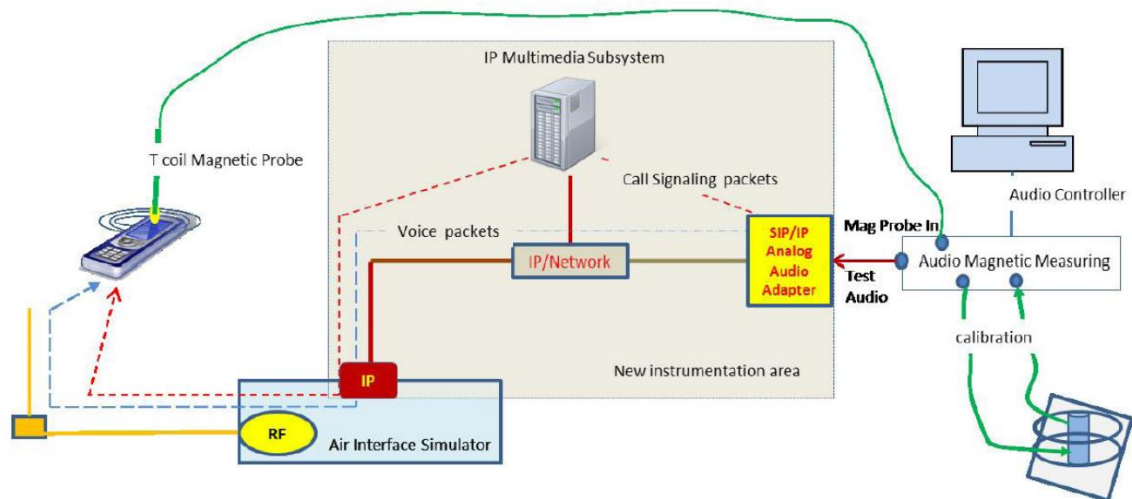 IP Multimedia Subsystem
T coil Magnetic Probe
Call Signaling packets
Audio Controller
Voice packets
IP/Network
SIP/IP
Analog
Audio
Adapter
Mag Probe In
Audio Magnetic Measuring
Test
Audio
calibration
New instrumentation area
IP
RF
Air Interface Simulator